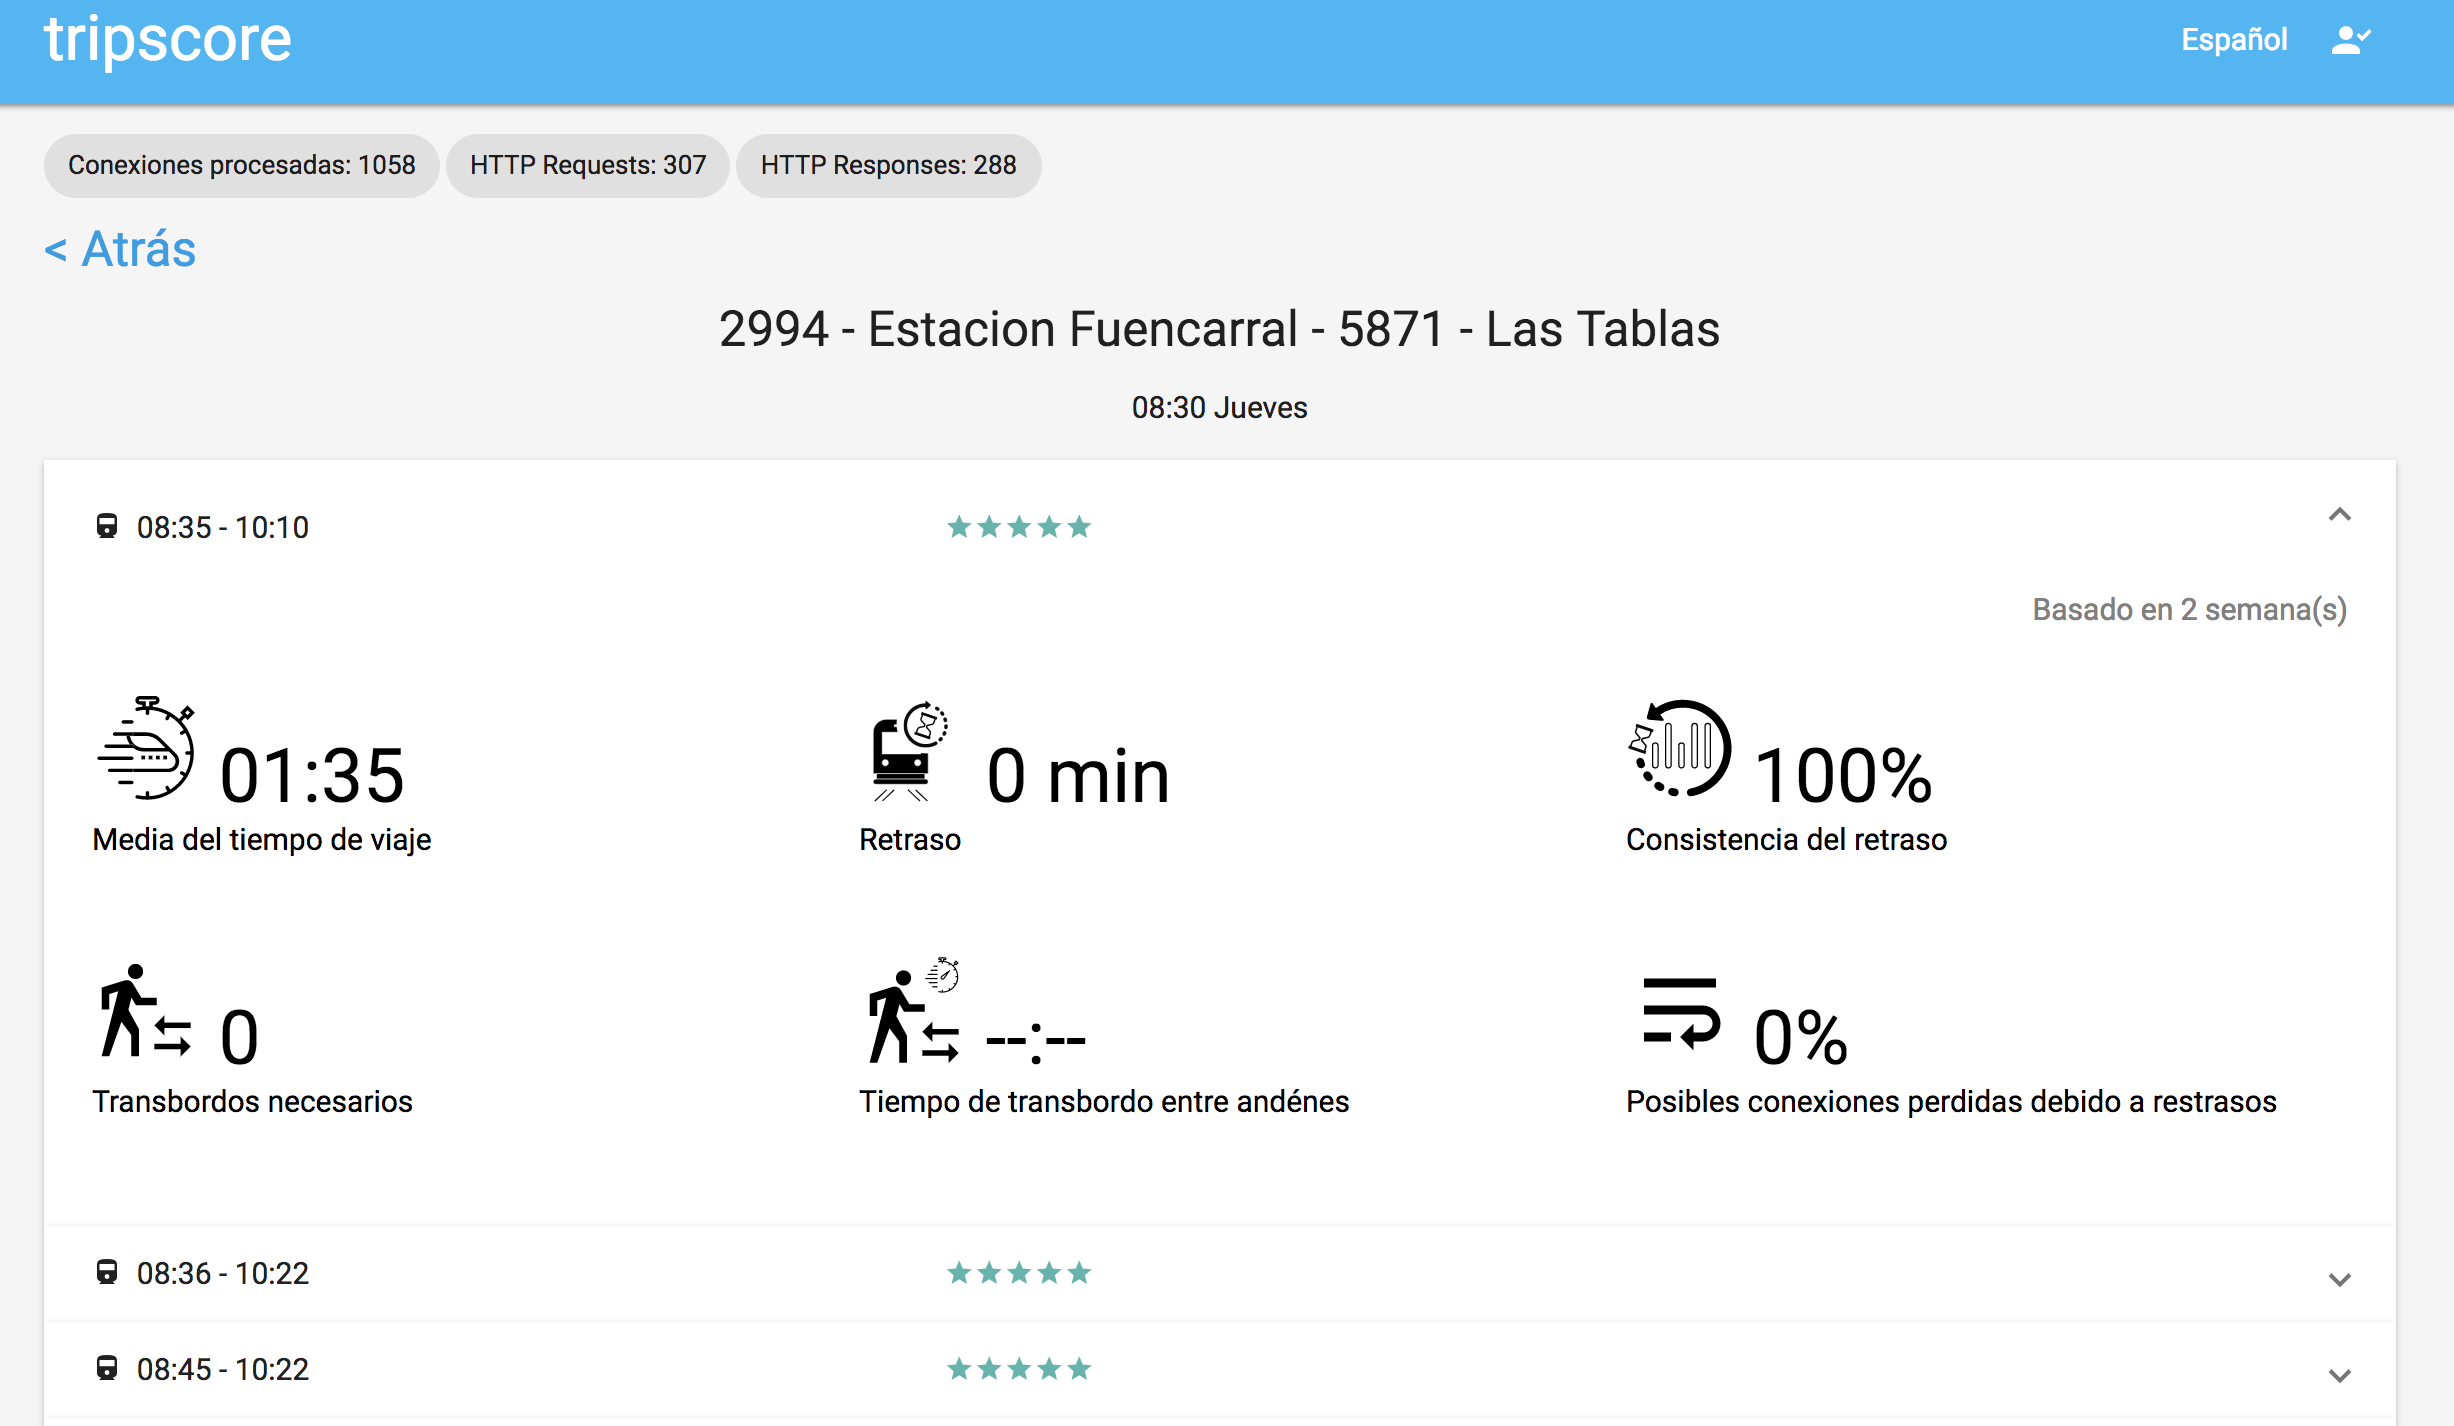 tripscore
Español
Conexiones procesadas: 1058
HTTP Requests: 307
HTTP Responses: 288
< Atrás
2994 - Estacion Fuencarral - 5871 - Las Tablas
08:30 Jueves
08:35 - 10:10
Basado en 2 semana(s)
01:35
Media del tiempo de viaje
0 min
Retraso
100%
Consistencia del retraso
0
Transbordos necesarios
--:--
Tiempo de transbordo entre andénes
0%
Posibles conexiones perdidas debido a restrasos
08:36 - 10:22
08:45 - 10:22